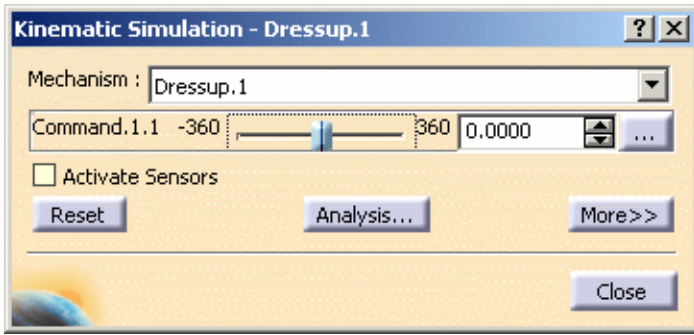 Kinematic Simulation - Dressup.1 ?
Mechanism : Dressup.1
Command.1.1 -360 360 0.0000 ...
Activate Sensors
Reset Analysis... More>>
Close